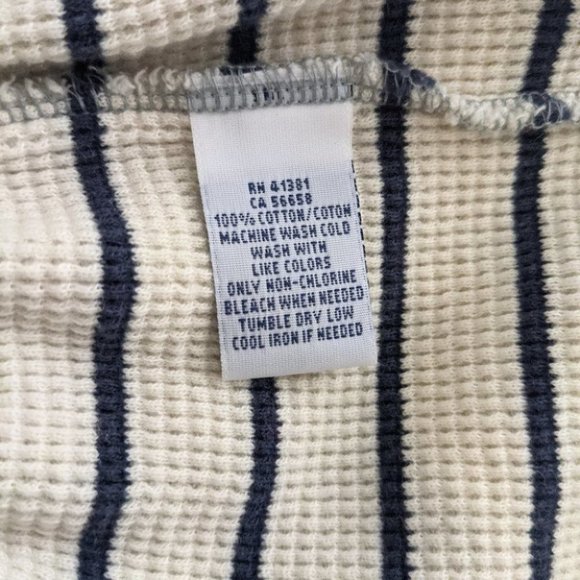 RN 41381
CA 56658
100% COTTON/COTON
MACHINE WASH COLD
WASH WITH
LIKE COLORS
ONLY NON-CHLORINE
BLEACH WHEN NEEDED
TUMBLE DRY LOW
COOL IRON IF NEEDED